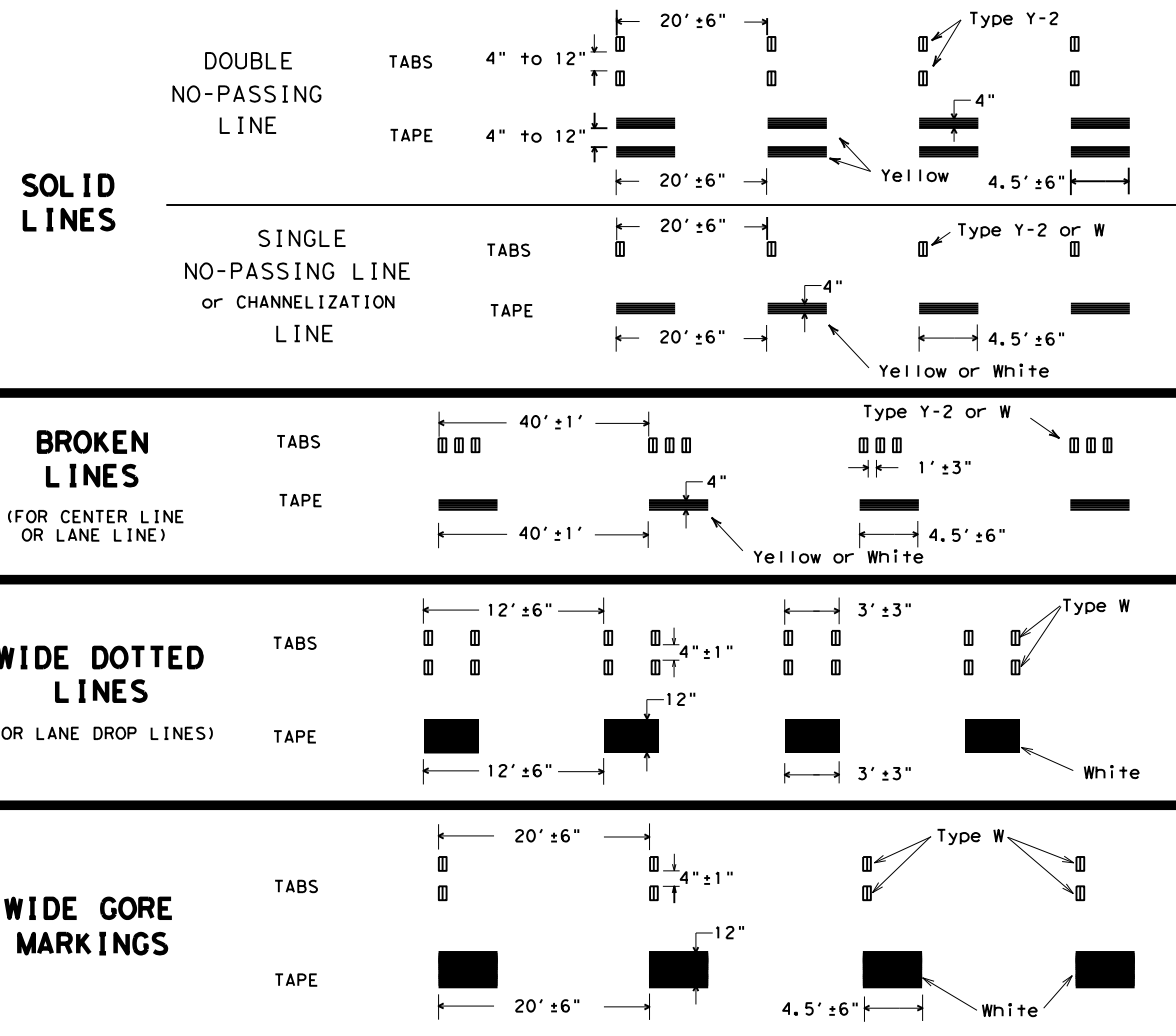 SOLID
LINES
DOUBLE
NO-PASSING
LINE
TABS
4" to 12"
20'±6"
Type Y-2
TAPE
4" to 12"
4"
20'±6"
Yellow
4.5'±6"
SINGLE
NO-PASSING LINE
or CHANNELIZATION
LINE
TABS
20'±6"
Type Y-2 or W
TAPE
4"
20'±6"
4.5'±6"
Yellow or White
BROKEN
LINES
(FOR CENTER LINE
OR LANE LINE)
TABS
40'±1'
Type Y-2 or W
1'±3"
TAPE
4"
40'±1'
4.5'±6"
Yellow or White
WIDE DOTTED
LINES
OR LANE DROP LINES)
TABS
12'±6"
3'±3"
Type W
4"±1"
TAPE
12"
12'±6"
3'±3"
White
WIDE GORE
MARKINGS
TABS
20'±6"
Type W
4"±1"
TAPE
12"
20'±6"
4.5'±6"
White